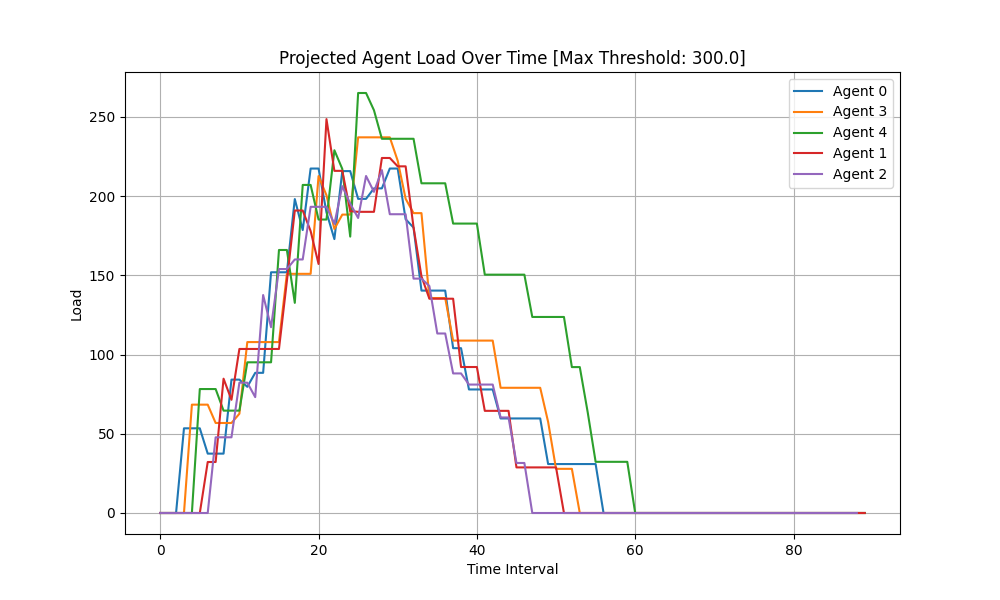 Projected Agent Load Over Time [Max Threshold: 300.0]
Agent 0
Agent 3
Agent 4
Agent 1
Agent 2
250
200
150
100
50
0
Load
0 20 40 60 80
Time Interval